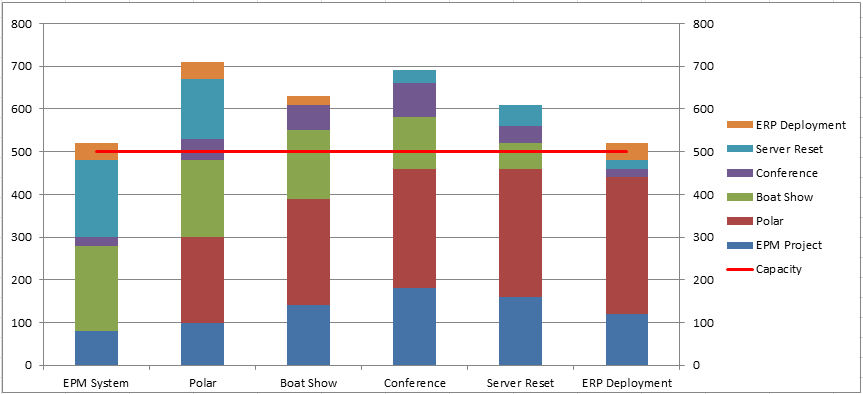 800 800
700 700
600 600
500 500
400 400
300 300
200 200
100 100
0 0
EPM System Polar Boat Show Conference Server Reset ERP Deployment
ERP Deployment
Server Reset
Conference
Boat Show
Polar
EPM Project
Capacity